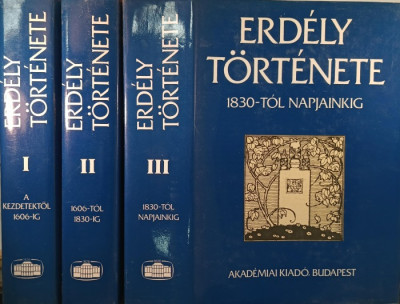 ERDÉLY
TÖRTÉNETE
I
A
KEZDETEKTŐL
1606-IG
ERDÉLY
TÖRTÉNETE
II
1606-TÓL
1830-IG
ERDÉLY
TÖRTÉNETE
III
1830-TÓL
NAPJAINKIG
ERDÉLY
TÖRTÉNETE
1830-TÓL NAPJAINKIG
AKADÉMIAI KIADÓ, BUDAPEST